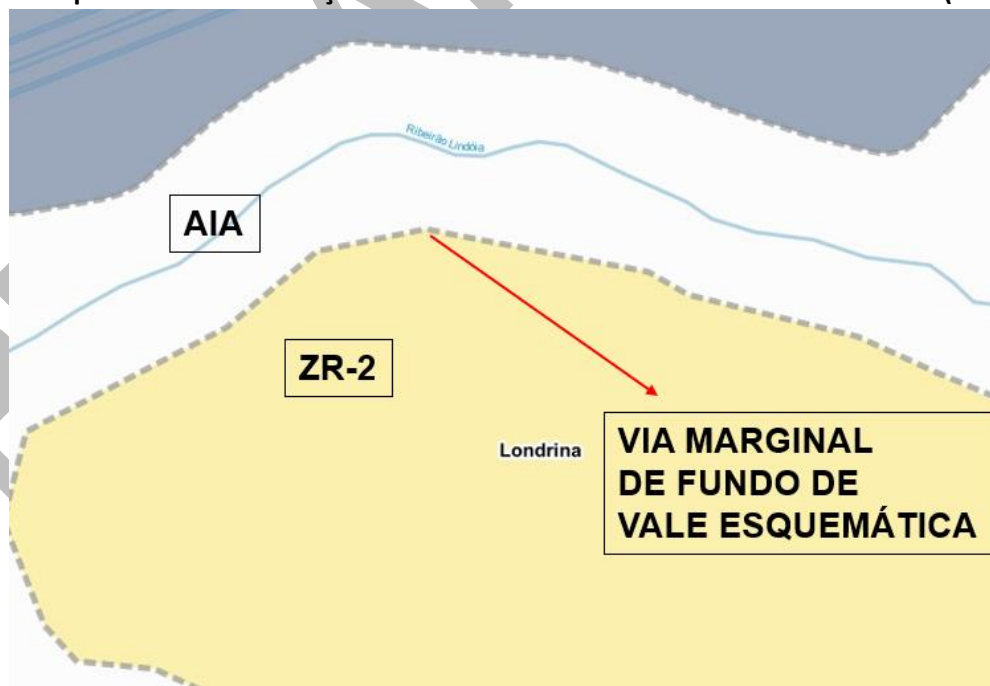 Ribeirão Lindóia
AIA
ZR-2
Londrina
VIA MARGINAL
DE FUNDO DE
VALE ESQUEMÁTICA